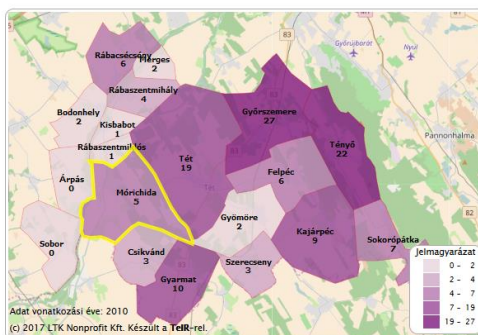 83
Győrújbarát
Nyúl
Rábacsécsény
6
Mérges
2
Rábaszentmihály
4
Győrszemere
27
Bodonhely
2
Kisbabot
1
Rábaszentmiklós
1
Tényő
22
Pannonhalma
Tét
19
Felpéc
6
Árpás
0
Mórichida
5
Gyömöre
2
Kajárpéc
9
82
Sobor
0
Csikvánd
3
Szerecseny
3
Sokorópátka
7
Gyarmat
10
Jelmagyarázat
0 - 2
2 - 4
4 - 7
7 - 19
19 - 27
Adat vonatkozási éve: 2010
(c) 2017 LTK Nonprofit Kft. Készült a TeIR-rel.